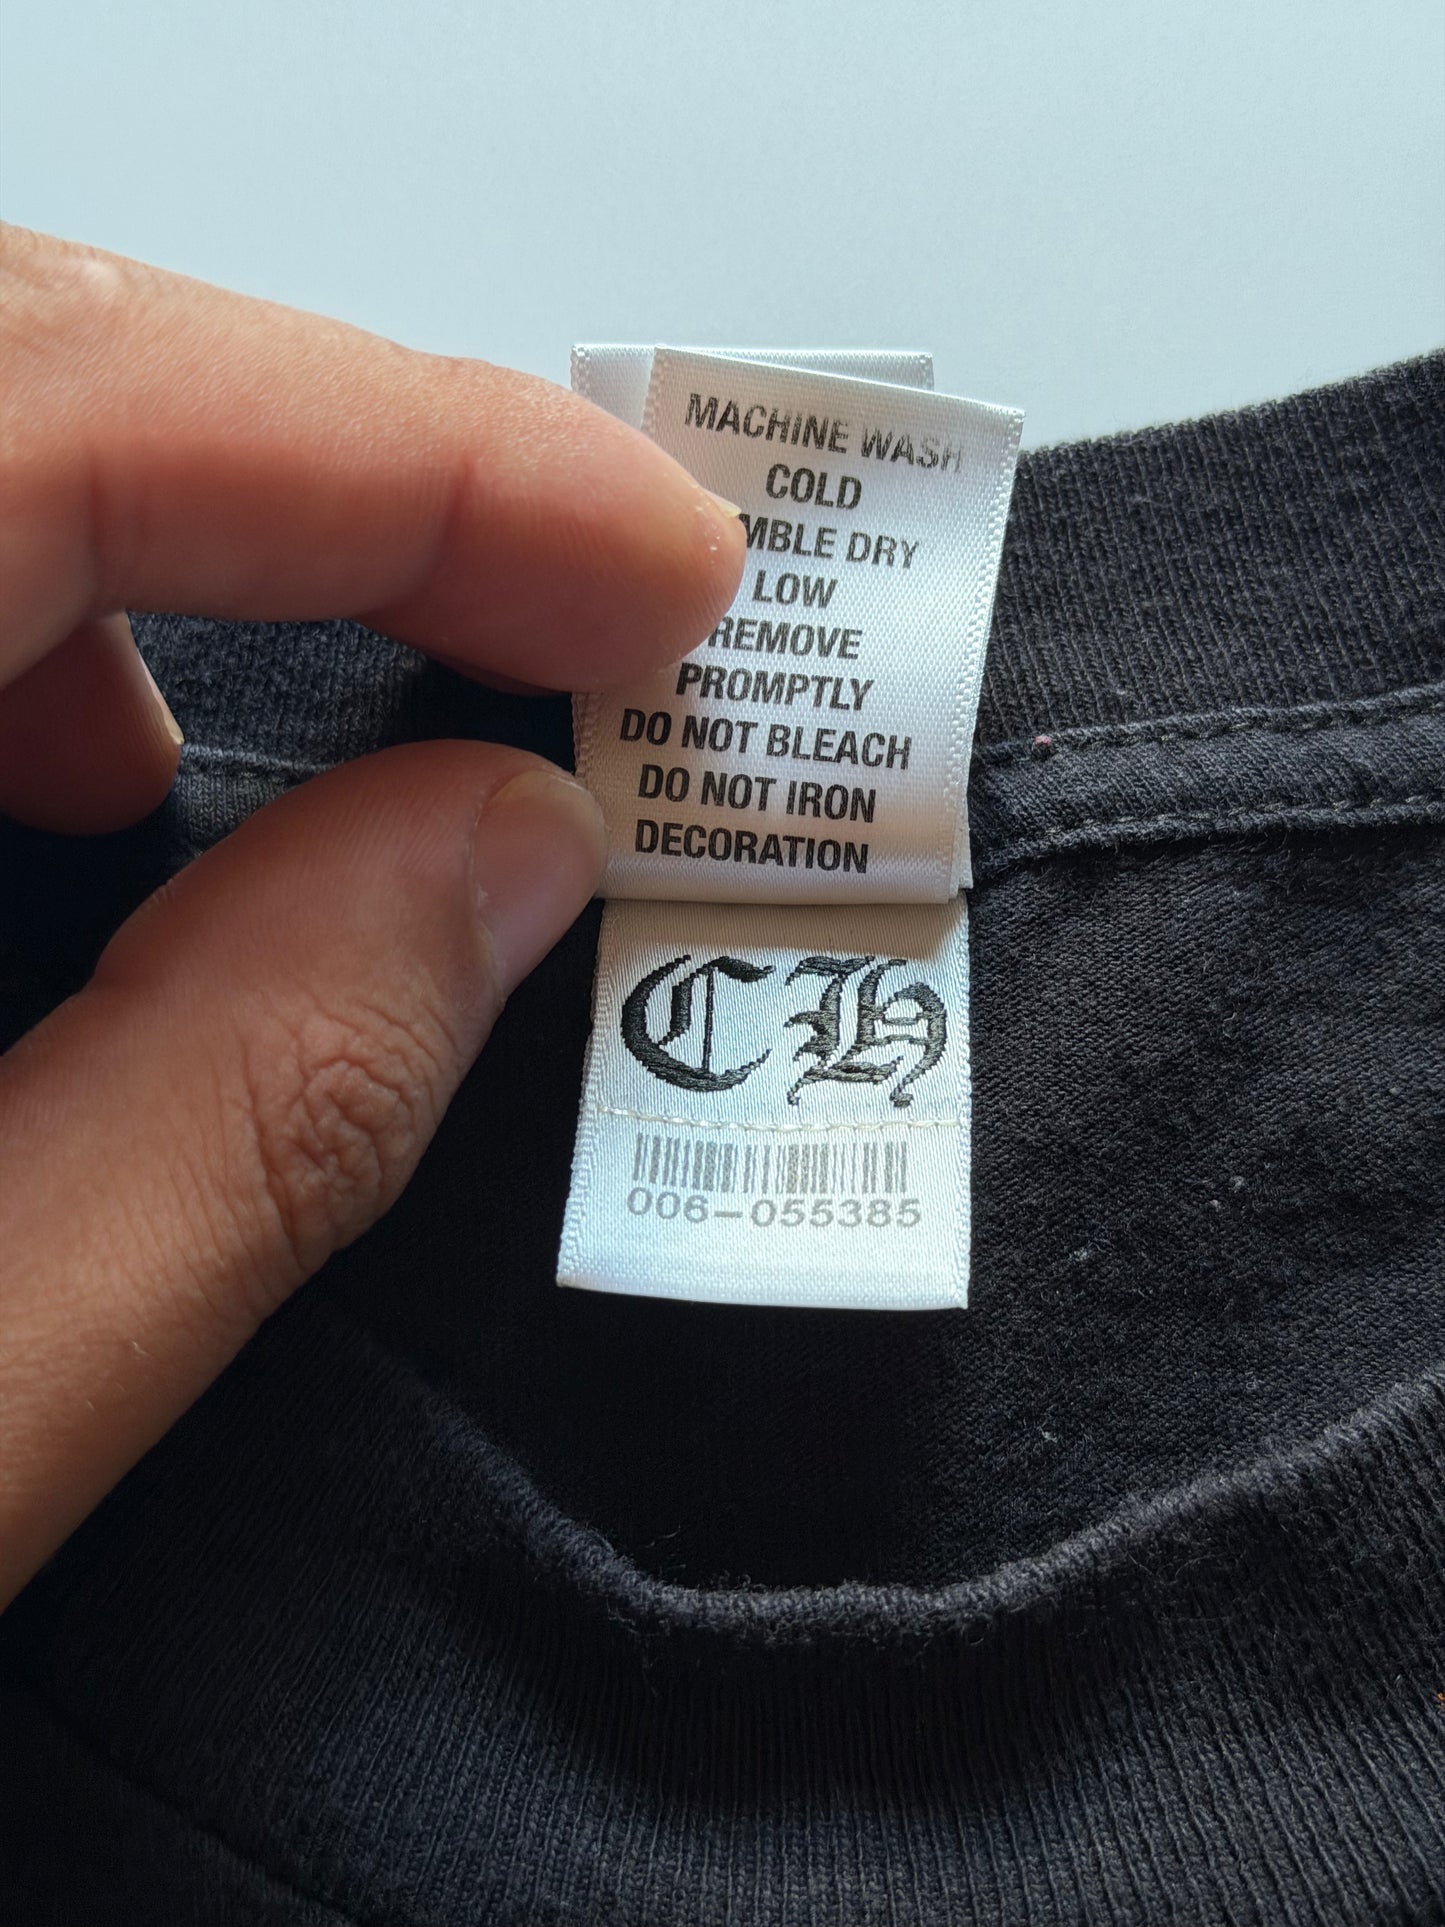 MACHINE WASH
COLD
MBLE DRY
LOW
REMOVE
PROMPTLY
DO NOT BLEACH
DO NOT IRON
DECORATION
CH
006-055385